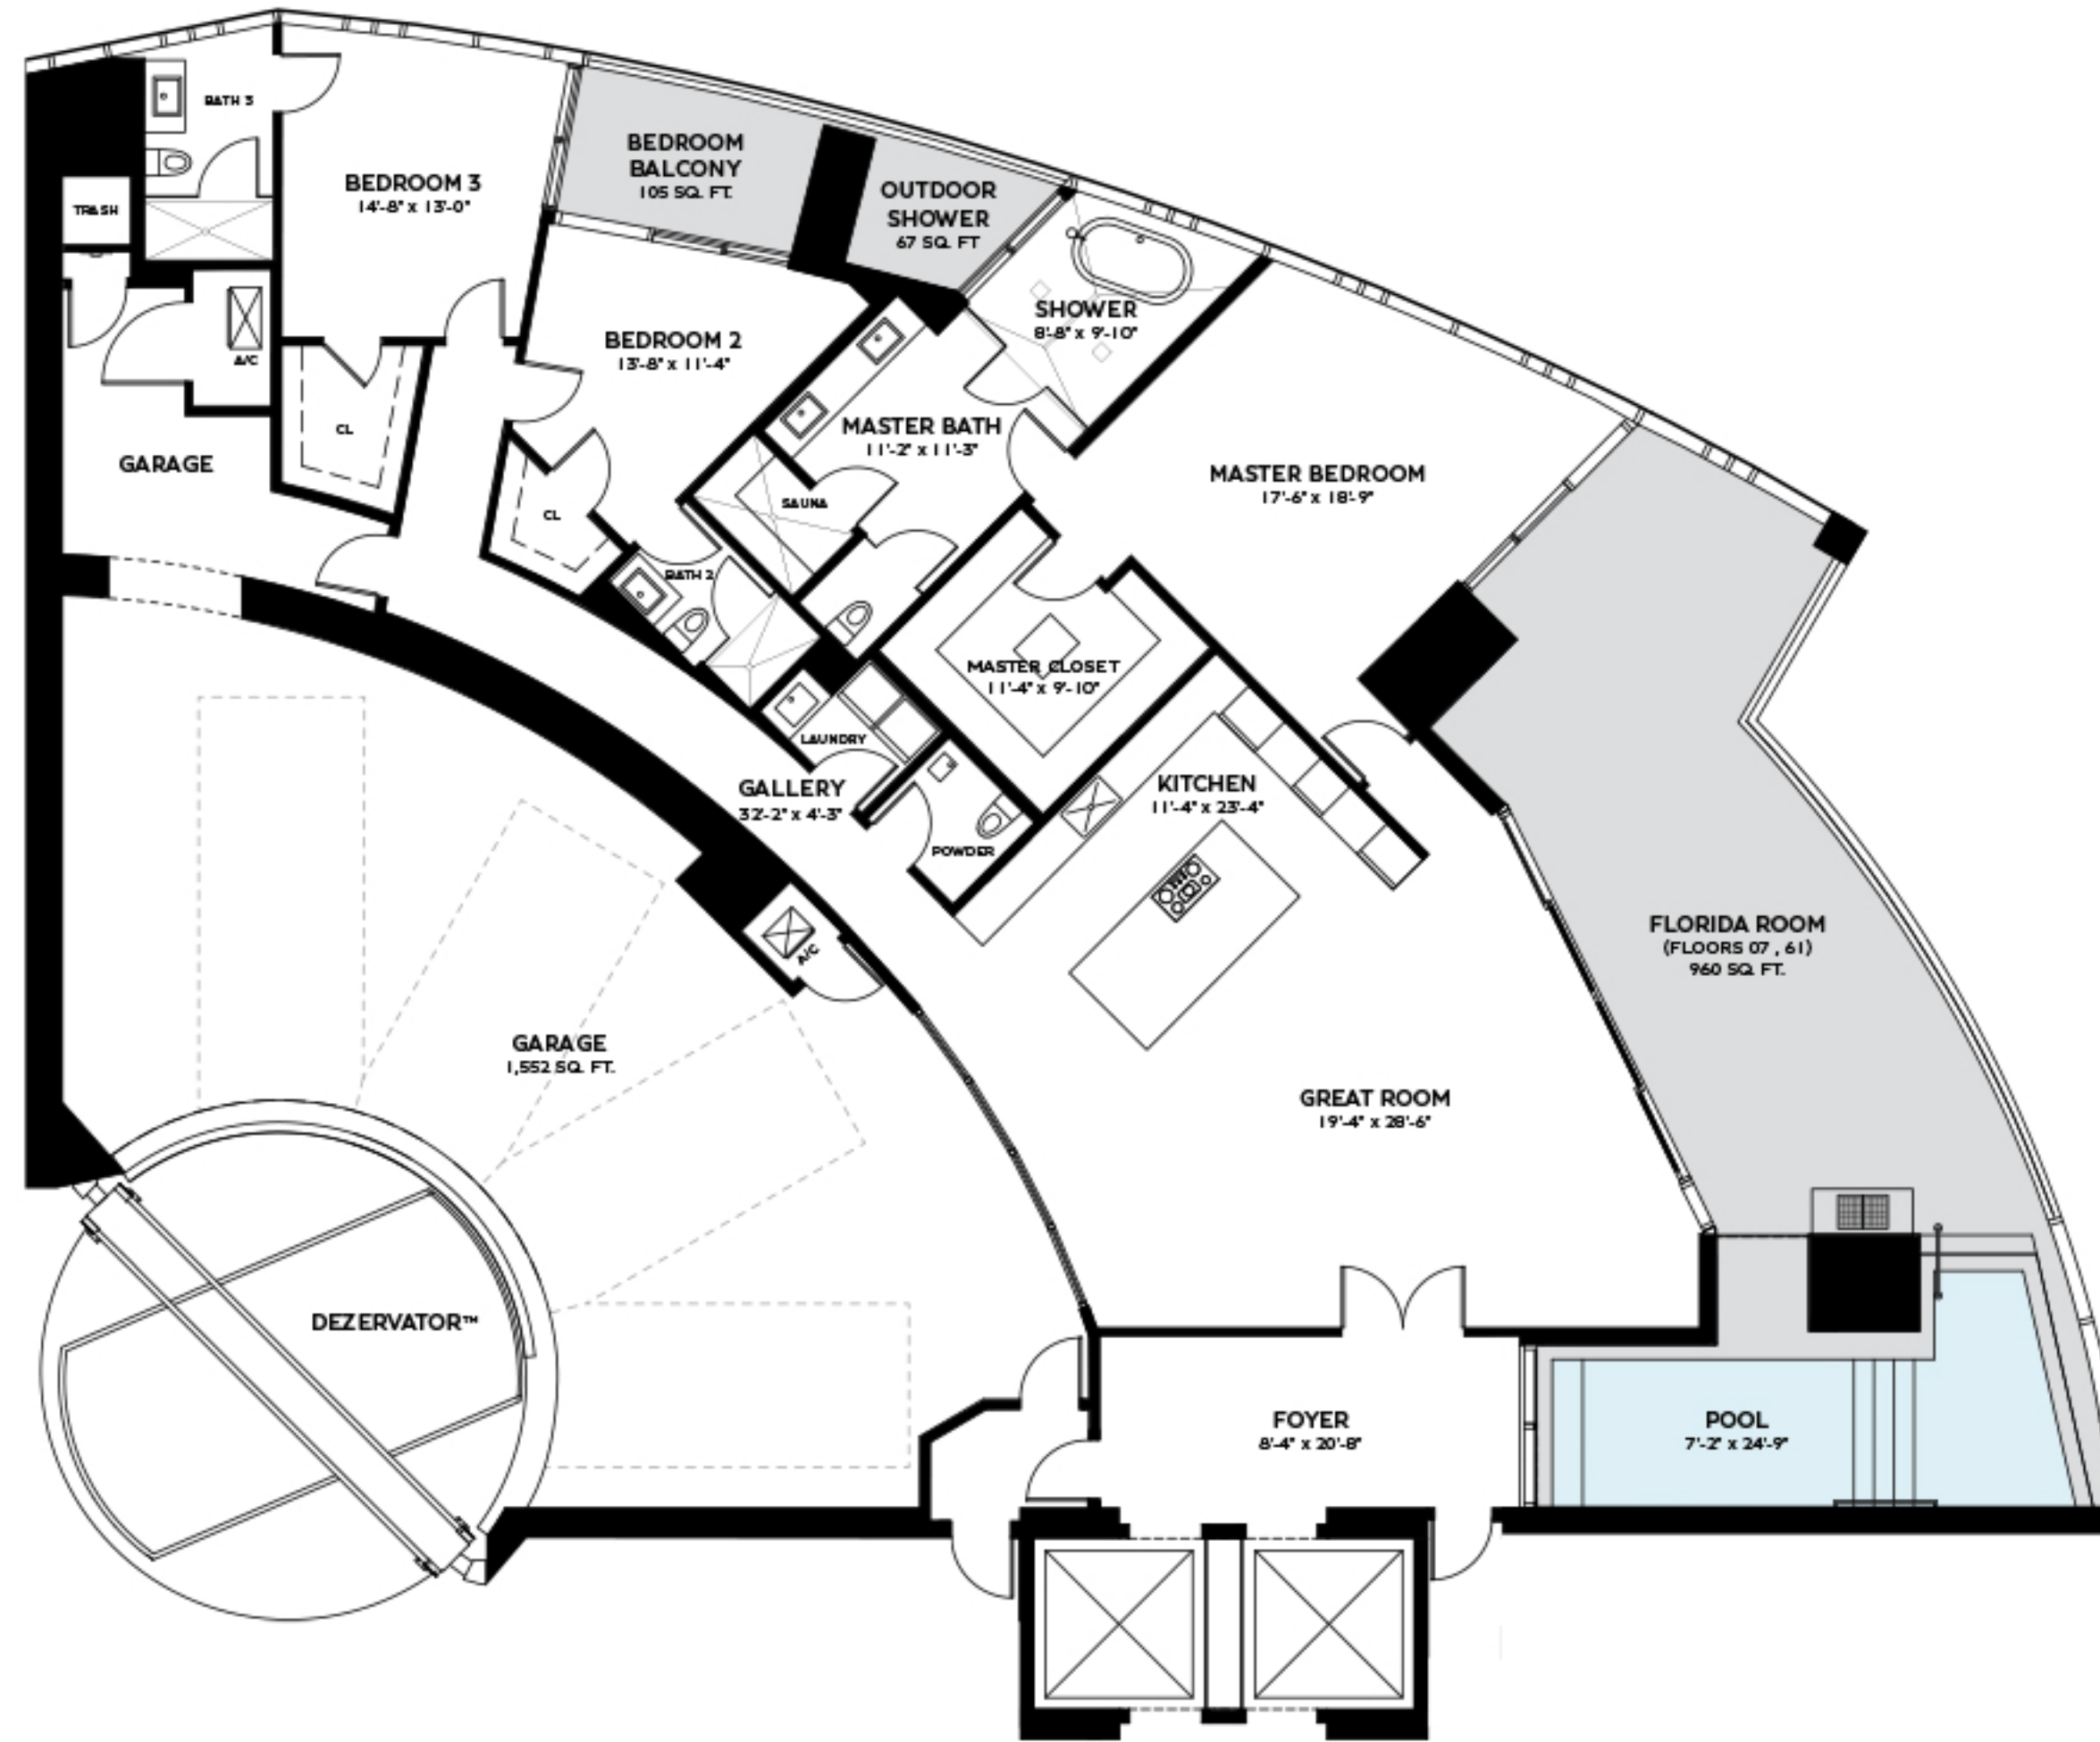 BATH 3
BEDROOM 3
14'-8" x 13'-0"
BEDROOM
BALCONY
105 SQ. FT.
OUTDOOR
SHOWER
67 SQ. FT
TRASH
A/C
SHOWER
8'-8" x 9'-10"
BEDROOM 2
13'-8" x 11'-4"
CL
GARAGE
MASTER BATH
11'-2" x 11'-3"
SAUNA
CL
MASTER BEDROOM
17'-6" x 18'-9"
BATH 2
MASTER CLOSET
11'-4" x 9'-10"
LAUNDRY
GALLERY
32'-2" x 4'-3"
POWDER
KITCHEN
11'-4" x 23'-4"
A/C
FLORIDA ROOM
(FLOORS 07 , 61)
960 SQ. FT.
GARAGE
1,552 SQ. FT.
GREAT ROOM
19'-4" x 28'-6"
DEZERVATOR™
FOYER
8'-4" x 20'-8"
POOL
7'-2" x 24'-9"